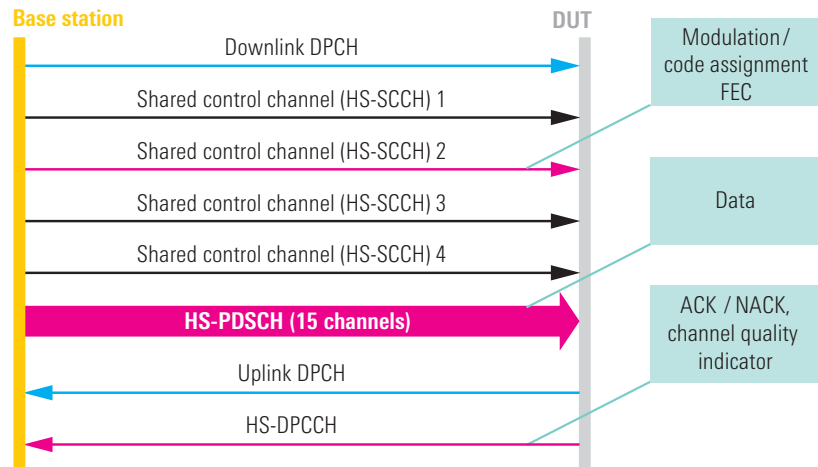 Base station
DUT
Downlink DPCH
Shared control channel (HS-SCCH) 1
Shared control channel (HS-SCCH) 2
Shared control channel (HS-SCCH) 3
Shared control channel (HS-SCCH) 4
HS-PDSCH (15 channels)
Uplink DPCH
HS-DPCCH
Modulation /
code assignment
FEC
Data
ACK / NACK,
channel quality
indicator